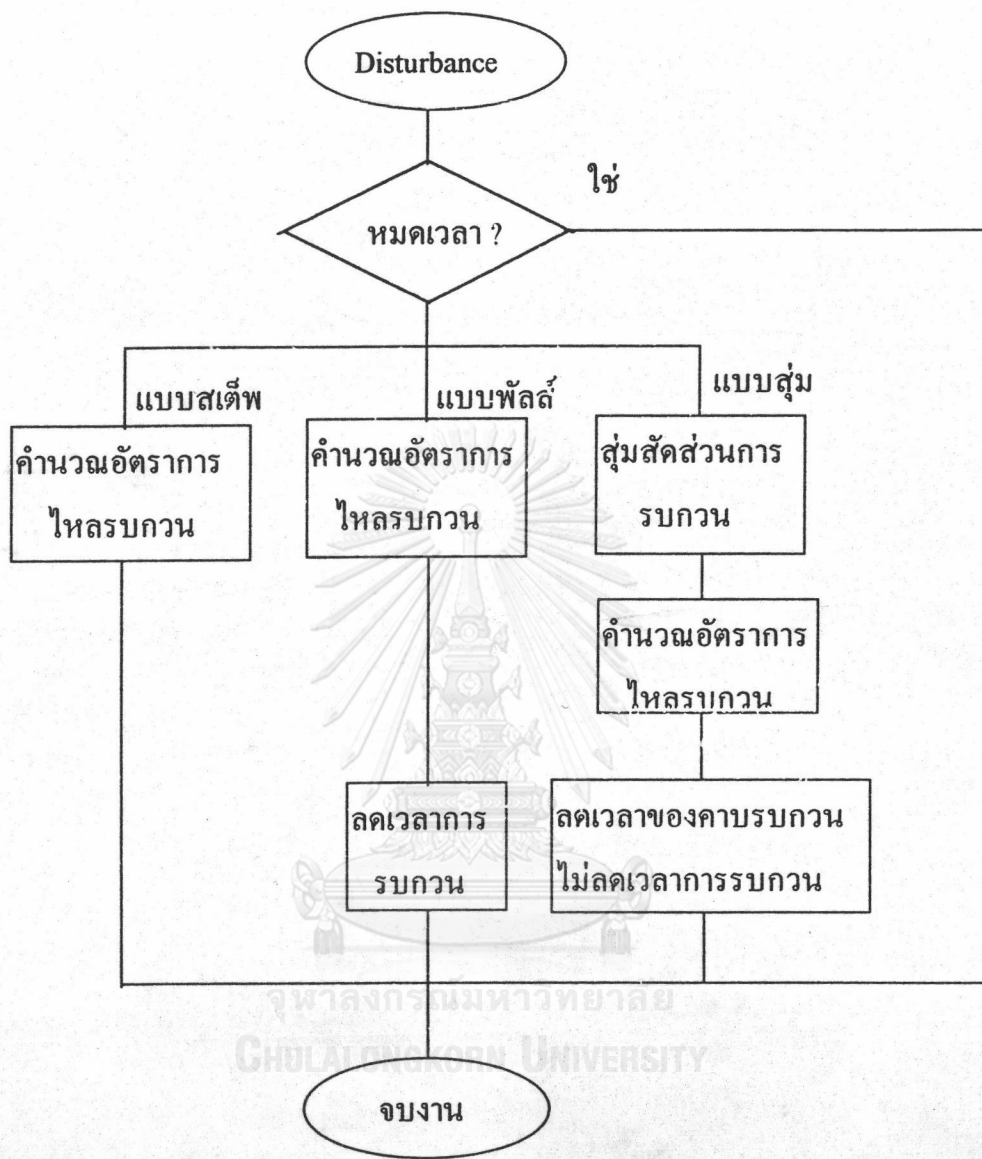 Disturbance
ใช่
หมดเวลา ?
แบบสเต็พ
แบบพัลล์
แบบสุ่ม
คำนวณอัตราการ
ไหลรบกวน
คำนวณอัตราการ
ไหลรบกวน
สุ่มสัดส่วนการ
รบกวน
คำนวณอัตราการ
ไหลรบกวน
ลดเวลาการ
รบกวน
ลดเวลาของคาบรบกวน
ไม่ลดเวลาการรบกวน
จุฬาลงกรณ์มหาวิทยาลัย
CHULALONGKORN UNIVERSITY
จบงาน